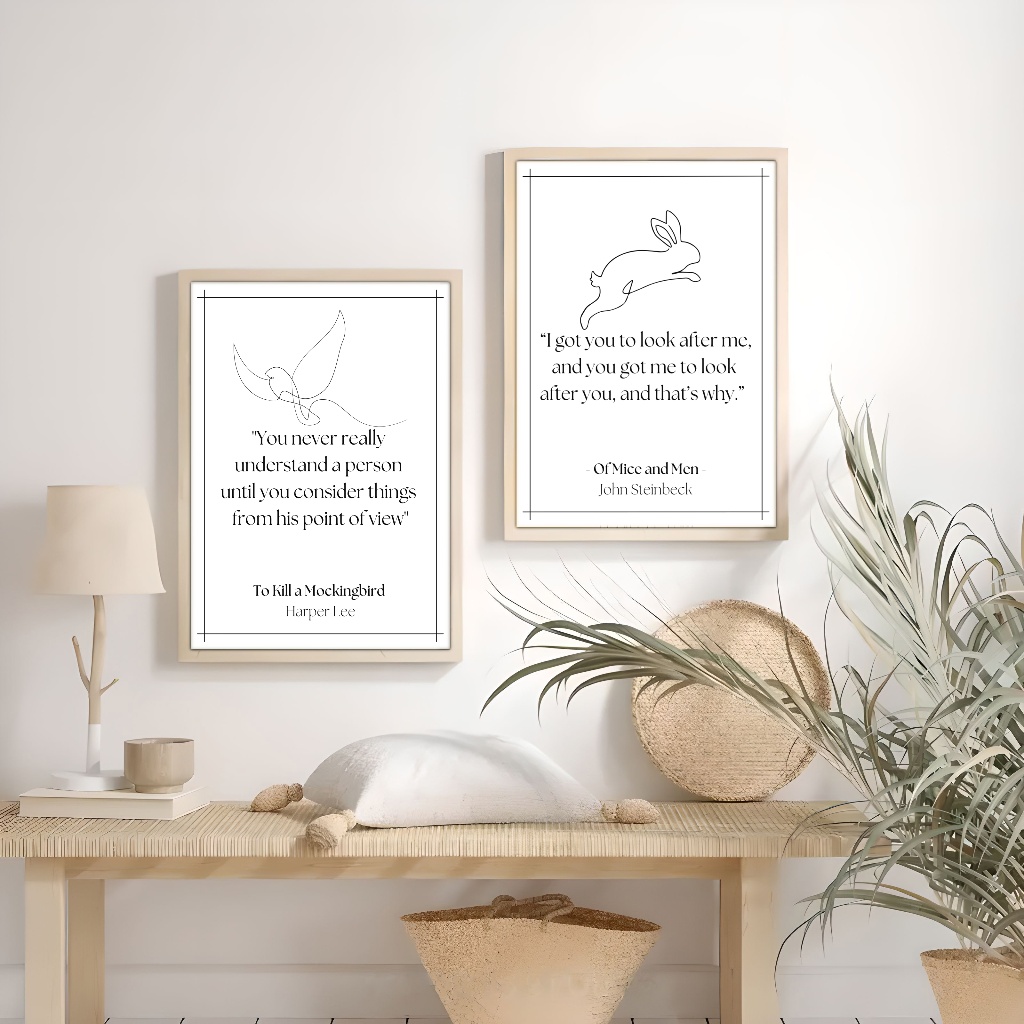 "You never really
understand a person
until you consider things
from his point of view"
To Kill a Mockingbird
Harper Lee
“I got you to look after me,
and you got me to look
after you, and that’s why.”
- Of Mice and Men -
John Steinbeck